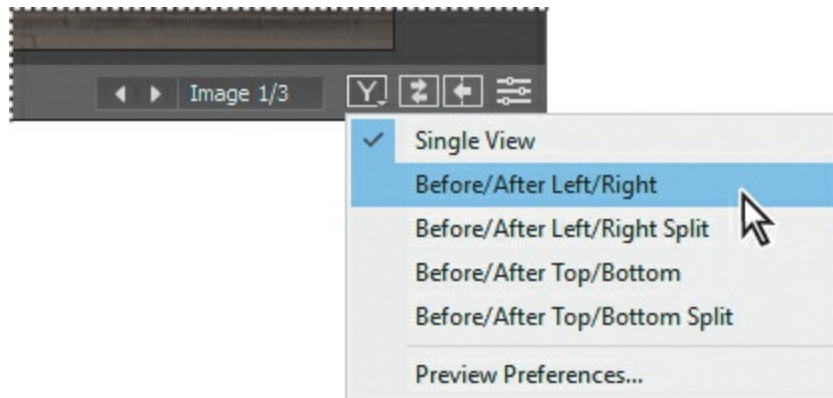 Image 1/3 Y
Single View
Before/After Left/Right
Before/After Left/Right Split
Before/After Top/Bottom
Before/After Top/Bottom Split
Preview Preferences...